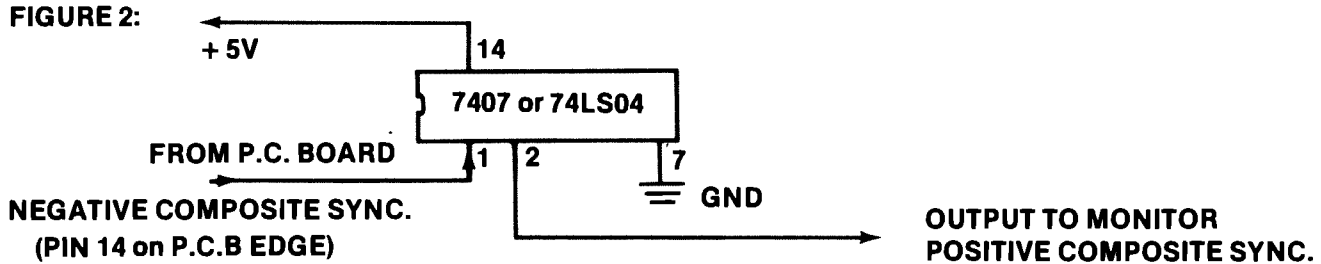 FIGURE 2:
+ 5V
14
7407 or 74LS04
FROM P.C. BOARD
1
2
7
GND
NEGATIVE COMPOSITE SYNC.
(PIN 14 on P.C.B EDGE)
OUTPUT TO MONITOR
POSITIVE COMPOSITE SYNC.